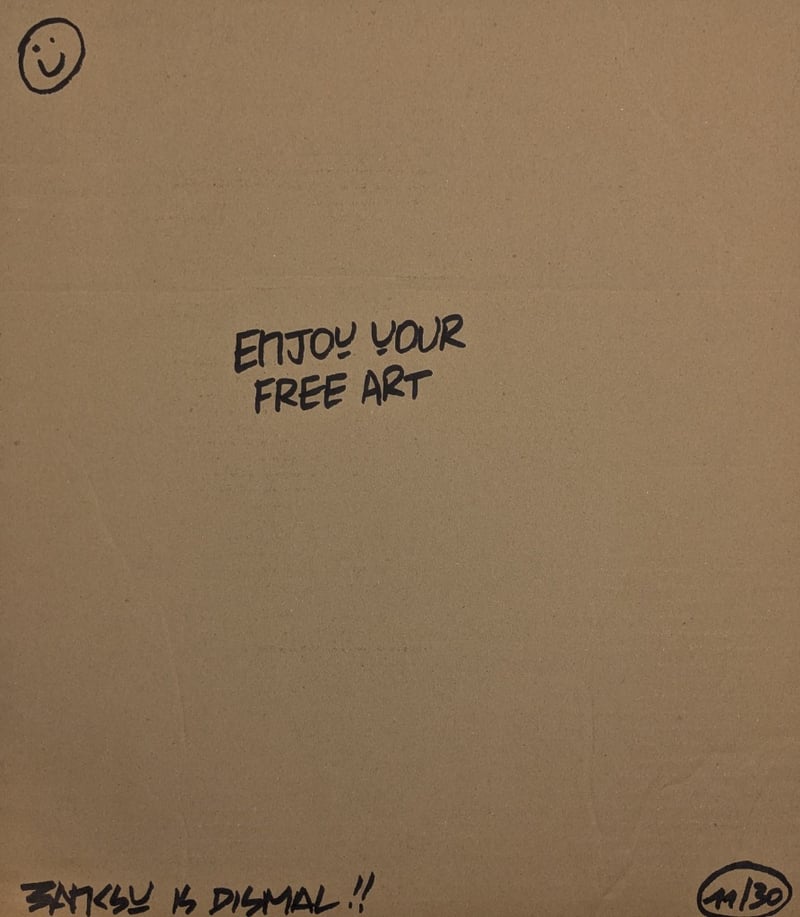 ENJOY YOUR
FREE ART
BANKSY IS DISMAL!!
11/30